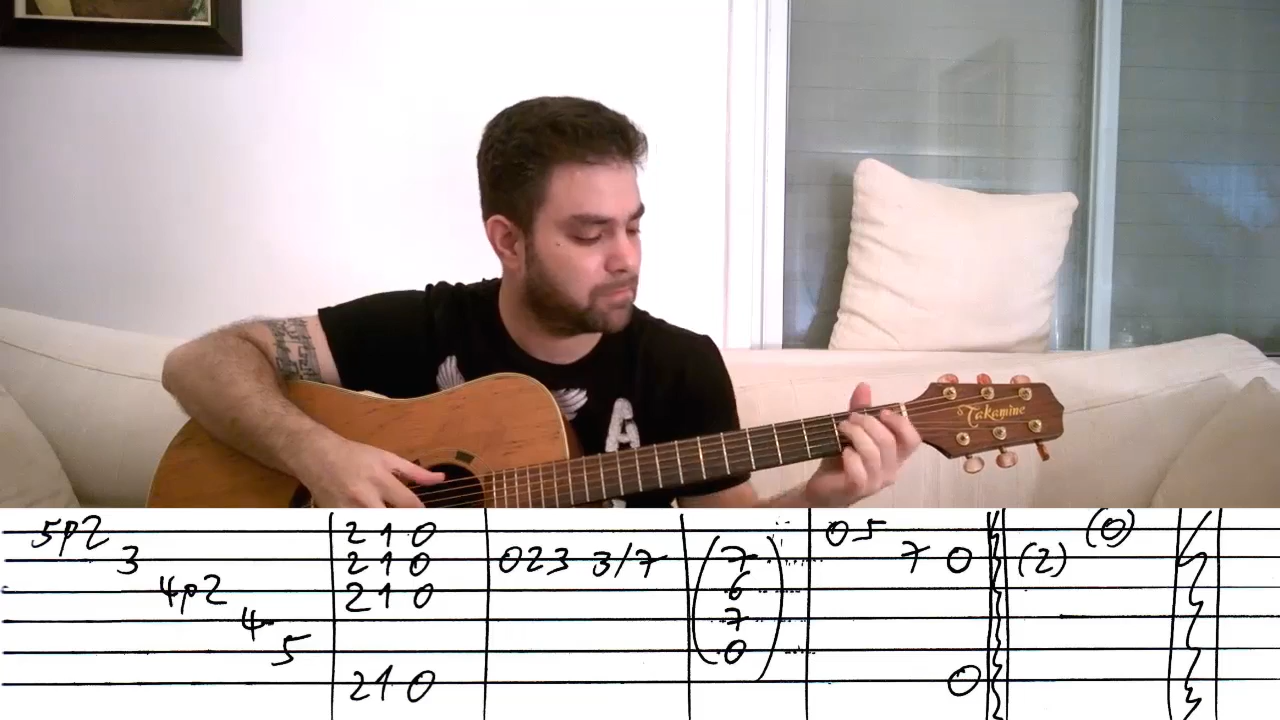 Takamine
A
5p2 2 1 0 0 5 (0)
3 2 1 0 0 2 3 3/7 (7 7 0 (2)
4p2 2 1 0 6
4 7
5 0)
2 1 0 0